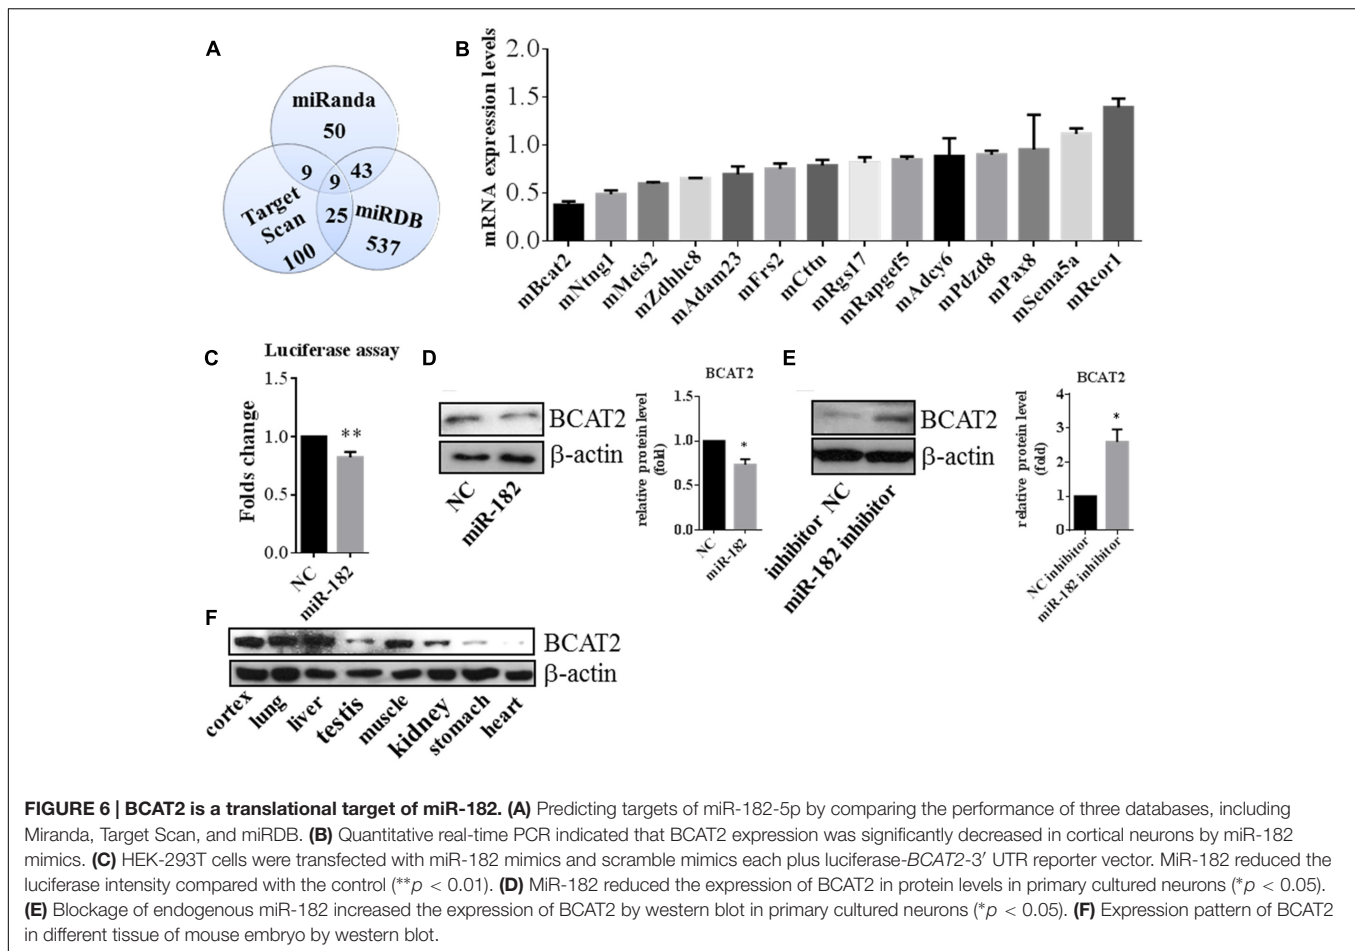 A
miRanda
50
9
43
9
Target
Scan
100
25
miRDB
537
B
mRNA expression levels
2.0
1.5
1.0
0.5
0.0
mBcat2
mNtng1
mMeis2
mZdhhc8
mAdam23
mFrs2
mCttn
mRgs17
mRapgef5
mAdcy6
mPdzd8
mPax8
mSema5a
mRcor1
C
Luciferase assay
Folds change
1.5
1.0
0.5
0.0
**
NC
miR-182
D
BCAT2
β-actin
NC
miR-182
BCAT2
relative protein level
(fold)
1.5
1.0
0.5
0.0
*
NC
miR-182
E
BCAT2
β-actin
inhibitor NC
miR-182 inhibitor
BCAT2
relative protein level
(fold)
4
3
2
1
0
*
NC inhibitor
miR-182 inhibitor
F
BCAT2
β-actin
cortex
lung
liver
testis
muscle
kidney
stomach
heart
FIGURE 6 | BCAT2 is a translational target of miR-182. (A) Predicting targets of miR-182-5p by comparing the performance of three databases, including
Miranda, Target Scan, and miRDB. (B) Quantitative real-time PCR indicated that BCAT2 expression was significantly decreased in cortical neurons by miR-182
mimics. (C) HEK-293T cells were transfected with miR-182 mimics and scramble mimics each plus luciferase-BCAT2-3′ UTR reporter vector. MiR-182 reduced the
luciferase intensity compared with the control (**p < 0.01). (D) MiR-182 reduced the expression of BCAT2 in protein levels in primary cultured neurons (*p < 0.05).
(E) Blockage of endogenous miR-182 increased the expression of BCAT2 by western blot in primary cultured neurons (*p < 0.05). (F) Expression pattern of BCAT2
in different tissue of mouse embryo by western blot.